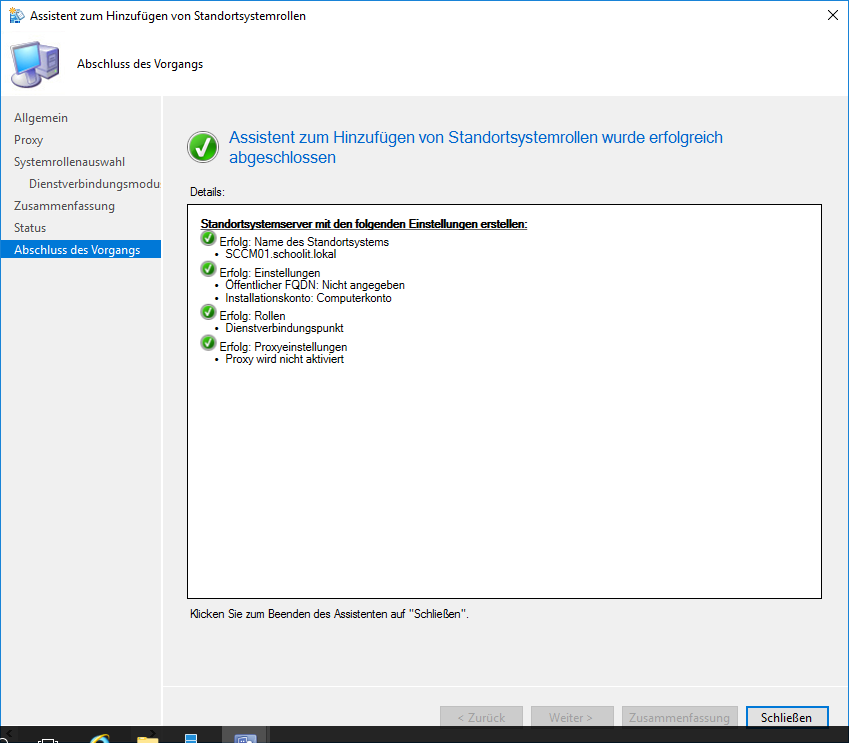 Assistent zum Hinzufügen von Standortsystemrollen
Abschluss des Vorgangs
Allgemein
Proxy
Systemrollenauswahl
Dienstverbindungsmodu
Zusammenfassung
Status
Abschluss des Vorgangs
Assistent zum Hinzufügen von Standortsystemrollen wurde erfolgreich
abgeschlossen
Details:
Standortsystemserver mit den folgenden Einstellungen erstellen:
Erfolg: Name des Standortsystems
• SCCM01.schoolit.lokal
Erfolg: Einstellungen
• Öffentlicher FQDN: Nicht angegeben
• Installationskonto: Computerkonto
Erfolg: Rollen
• Dienstverbindungspunkt
Erfolg: Proxyeinstellungen
• Proxy wird nicht aktiviert
Klicken Sie zum Beenden des Assistenten auf "Schließen".
< Zurück
Weiter >
Zusammenfassung
Schließen